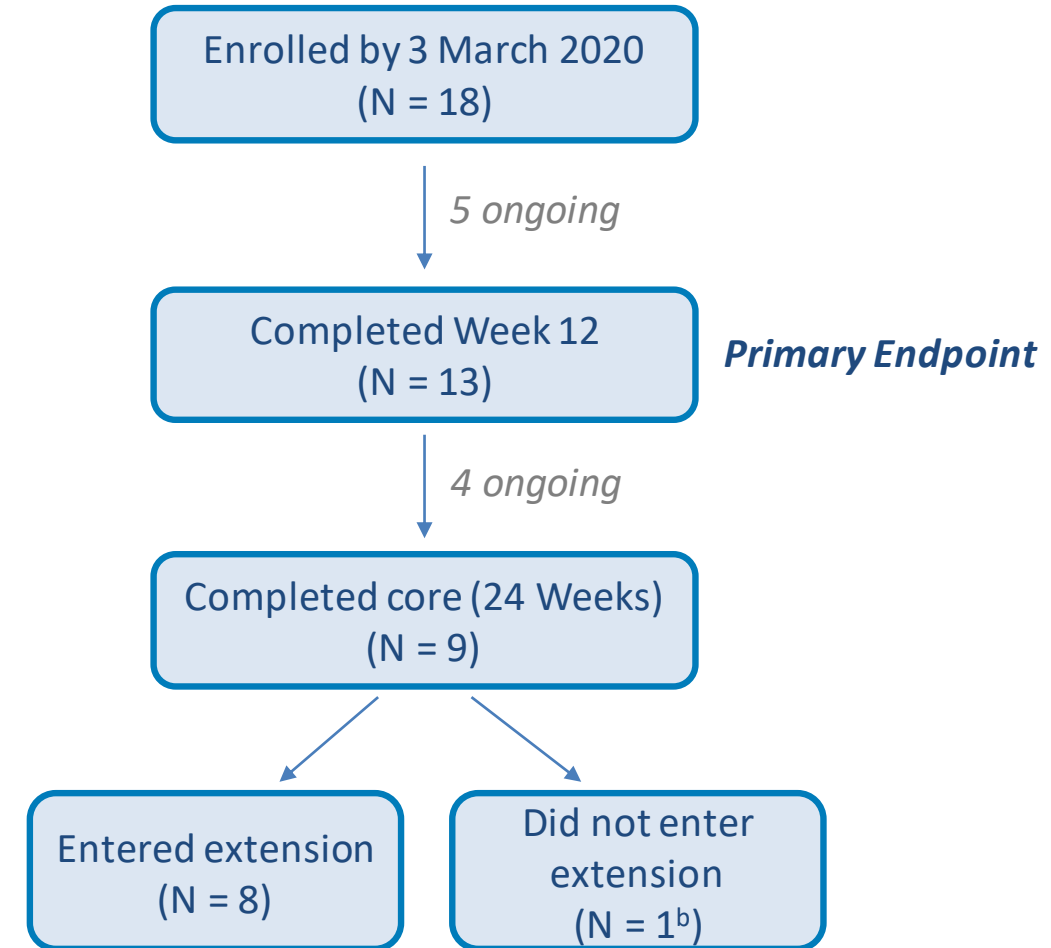 Enrolled by 3 March 2020
(N = 18)
5 ongoing
Completed Week 12
(N = 13)
Primary Endpoint
4 ongoing
Completed core (24 Weeks)
(N = 9)
Entered extension
(N = 8)
Did not enter
extension
(N = 1ᵇ)